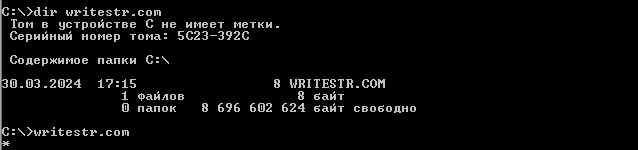 C:\>dir writestr.com
Том в устройстве C не имеет метки.
Серийный номер тома: 5C23-392C
Содержимое папки C:\
30.03.2024 17:15 8 WRITESTR.COM
1 файлов 8 байт
0 папок 8 696 602 624 байт свободно
C:\>writestr.com
*